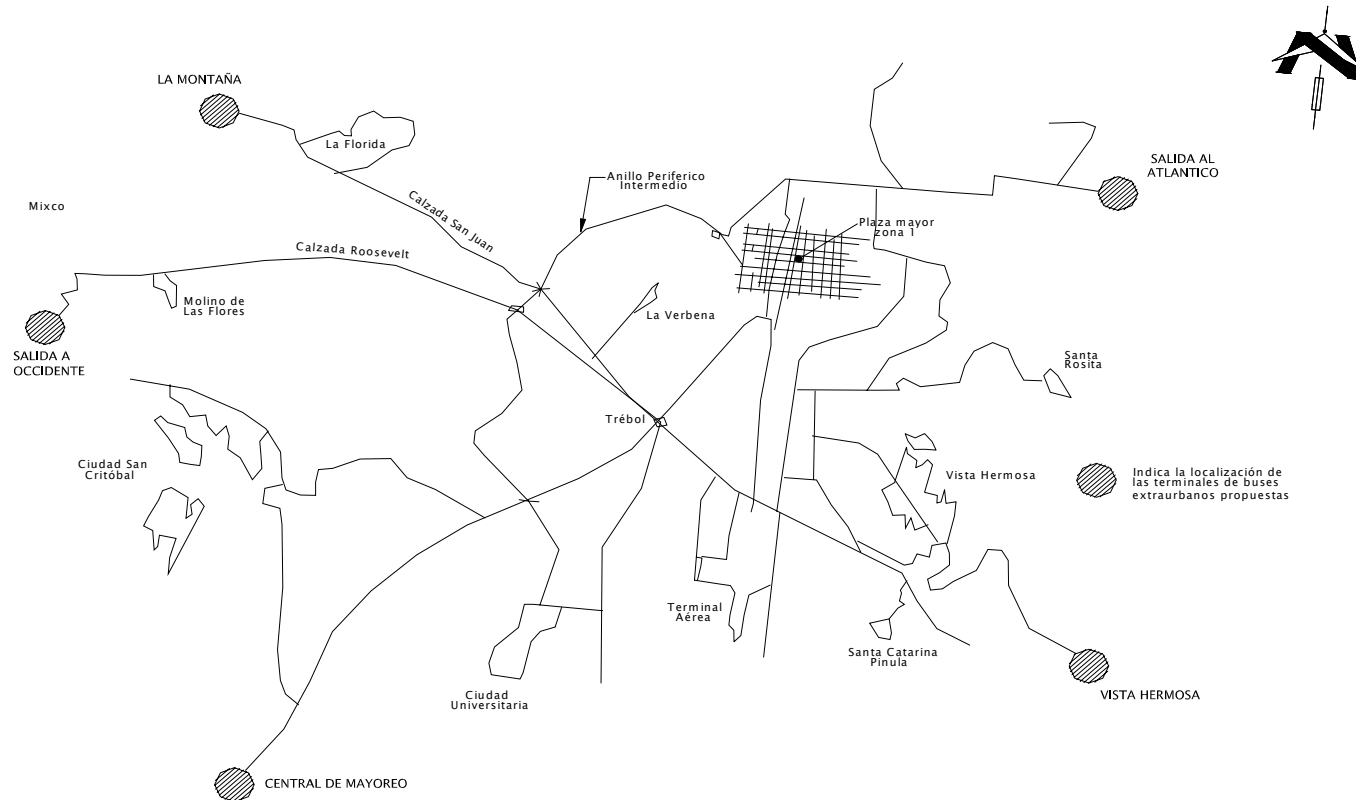 LA MONTAÑA
La Florida
Anillo Periferico
Intermedio
SALIDA AL
ATLANTICO
Mixco
Calzada San Juan
Plaza mayor
zona 1
Calzada Roosevelt
Molino de
Las Flores
La Verbena
SALIDA A
OCCIDENTE
Santa
Rosita
Trébol
Ciudad San
Critóbal
Vista Hermosa
Indica la localización de
las terminales de buses
extraurbanos propuestas
Terminal
Aérea
Santa Catarina
Pinula
Ciudad
Universitaria
VISTA HERMOSA
CENTRAL DE MAYOREO